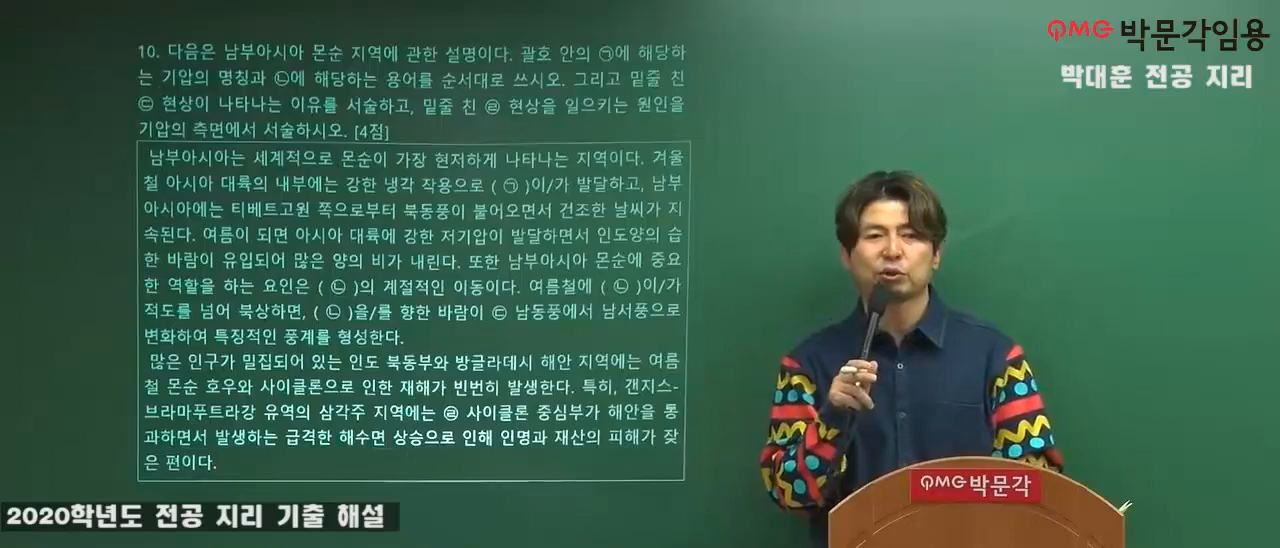 10. 다음은 남부아시아 몬순 지역에 관한 설명이다. 괄호 안의 ㉠에 해당하
는 기압의 명칭과 ㉡에 해당하는 용어를 순서대로 쓰시오. 그리고 밑줄 친
㉢ 현상이 나타나는 이유를 서술하고, 밑줄 친 ㉣ 현상을 일으키는 원인을
기압의 측면에서 서술하시오. [4점]
남부아시아는 세계적으로 몬순이 가장 현저하게 나타나는 지역이다. 겨울
철 아시아 대륙의 내부에는 강한 냉각 작용으로 ( ㉠ )이/가 발달하고, 남부
아시아에는 티베트고원 쪽으로부터 북동풍이 불어오면서 건조한 날씨가 지
속된다. 여름이 되면 아시아 대륙에 강한 저기압이 발달하면서 인도양의 습
한 바람이 유입되어 많은 양의 비가 내린다. 또한 남부아시아 몬순에 중요
한 역할을 하는 요인은 ( ㉡ )의 계절적인 이동이다. 여름철에 ( ㉡ )이/가
적도를 넘어 북상하면, ( ㉡ )을/를 향한 바람이 ㉢ 남동풍에서 남서풍으로
변화하여 특징적인 풍계를 형성한다.
많은 인구가 밀집되어 있는 인도 북동부와 방글라데시 해안 지역에는 여름
철 몬순 호우와 사이클론으로 인한 재해가 빈번히 발생한다. 특히, 갠지스-
브라마푸트라강 유역의 삼각주 지역에는 ㉣ 사이클론 중심부가 해안을 통
과하면서 발생하는 급격한 해수면 상승으로 인해 인명과 재산의 피해가 잦
은 편이다.
PMG 박문각임용
박대훈 전공 지리
PMG 박문각
2020학년도 전공 지리 기출 해설